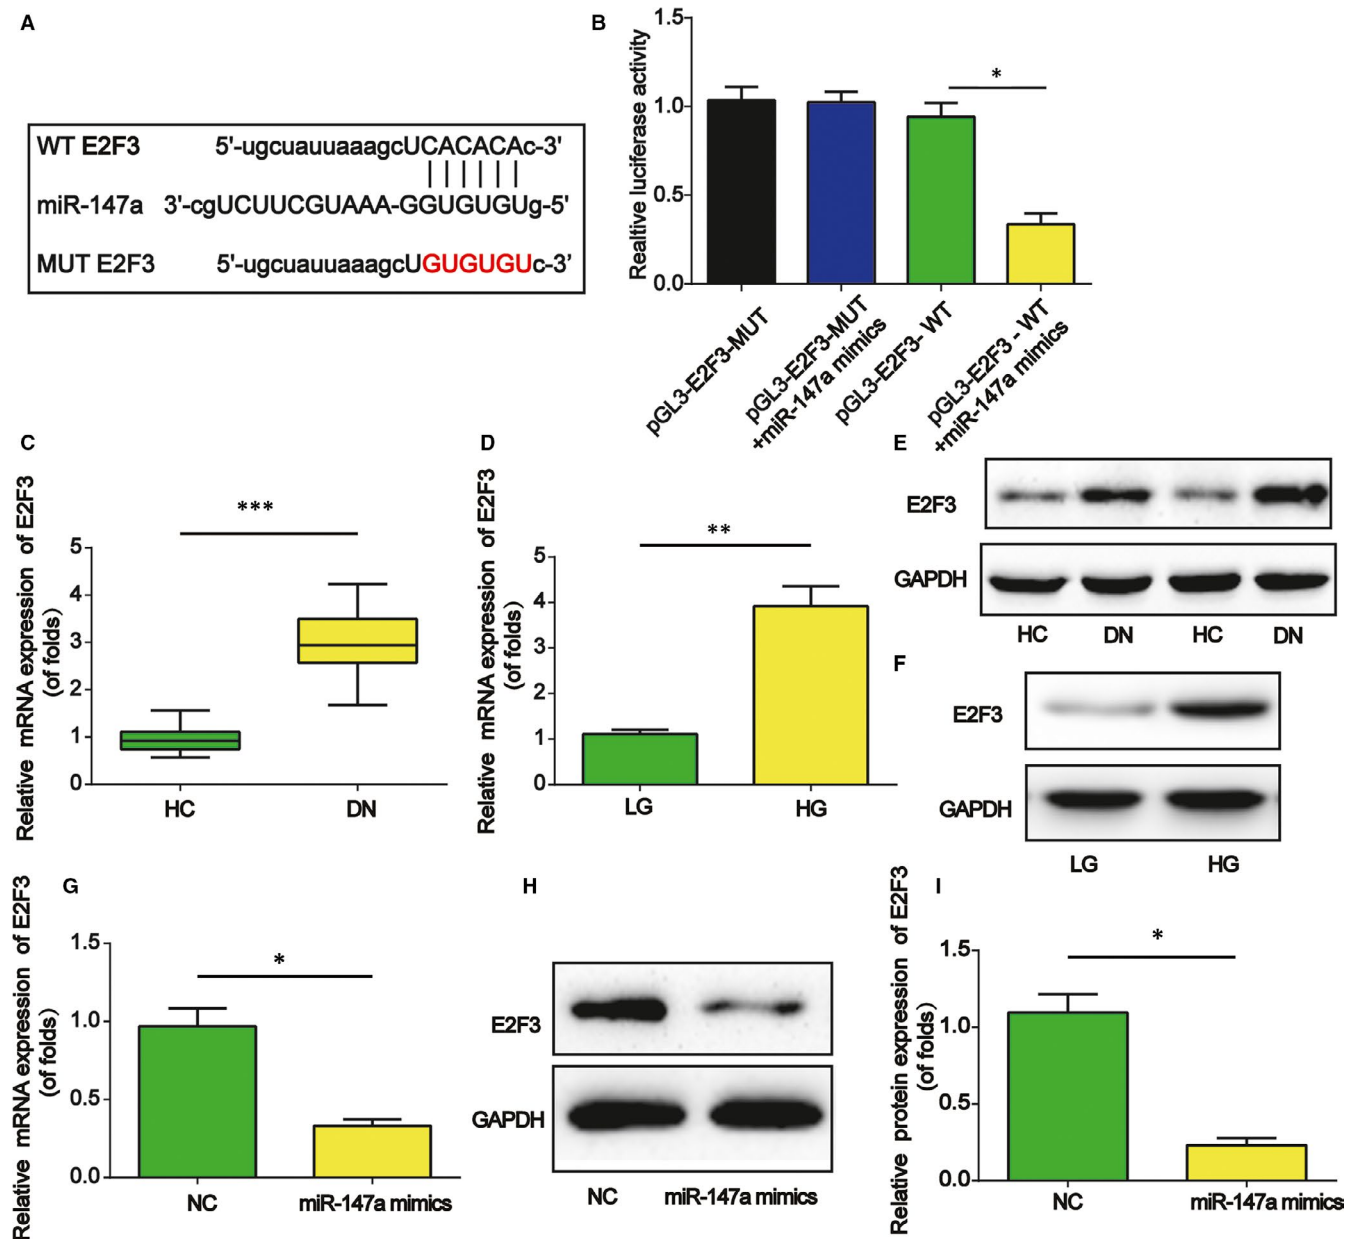 A
WT E2F3 5'-ugcuauuaaagcUCACACAc-3'
miR-147a 3'-cgUCUUCGUAAA-GGUGUGUg-5'
MUT E2F3 5'-ugcuauuaaagcUGUGUGUc-3'
B
Realtive luciferase activity
1.5
1.0
0.5
0.0
*
pGL3-E2F3-MUT
pGL3-E2F3-MUT
+miR-147a mimics
pGL3-E2F3- WT
pGL3-E2F3 - WT
+miR-147a mimics
C
Relative mRNA expression of E2F3
(of folds)
5
4
3
2
1
0
***
HC DN
D
Relative mRNA expression of E2F3
(of folds)
5
4
3
2
1
0
**
LG HG
E
E2F3
GAPDH
HC DN HC DN
F
E2F3
GAPDH
LG HG
G
Relative mRNA expression of E2F3
(of folds)
1.5
1.0
0.5
0.0
*
NC miR-147a mimics
H
E2F3
GAPDH
NC miR-147a mimics
I
Relative protein expression of E2F3
(of folds)
1.5
1.0
0.5
0.0
*
NC miR-147a mimics